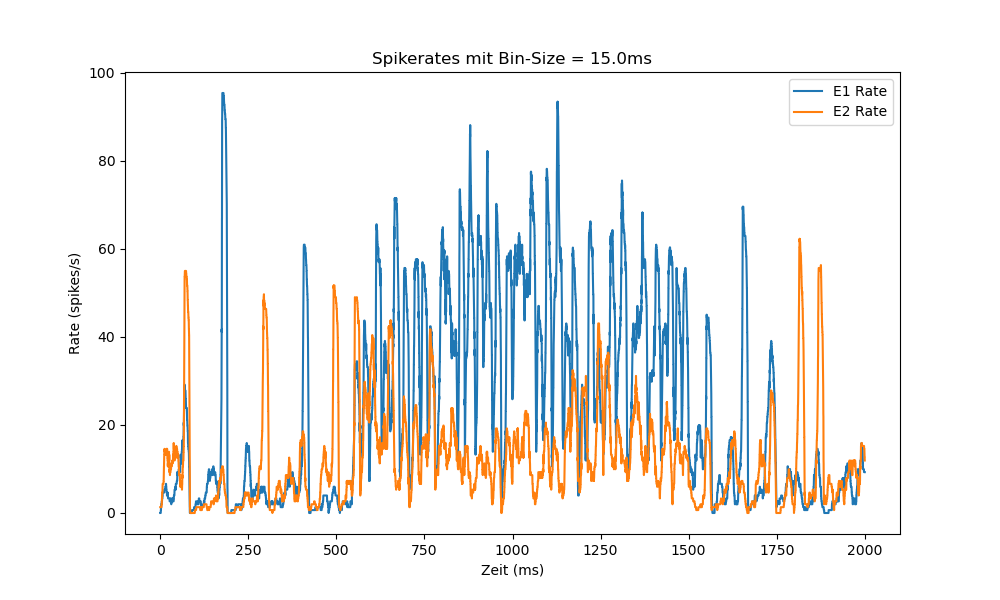 Spikerates mit Bin-Size = 15.0ms
E1 Rate
E2 Rate
Rate (spikes/s)
100
80
60
40
20
0
0 250 500 750 1000 1250 1500 1750 2000
Zeit (ms)